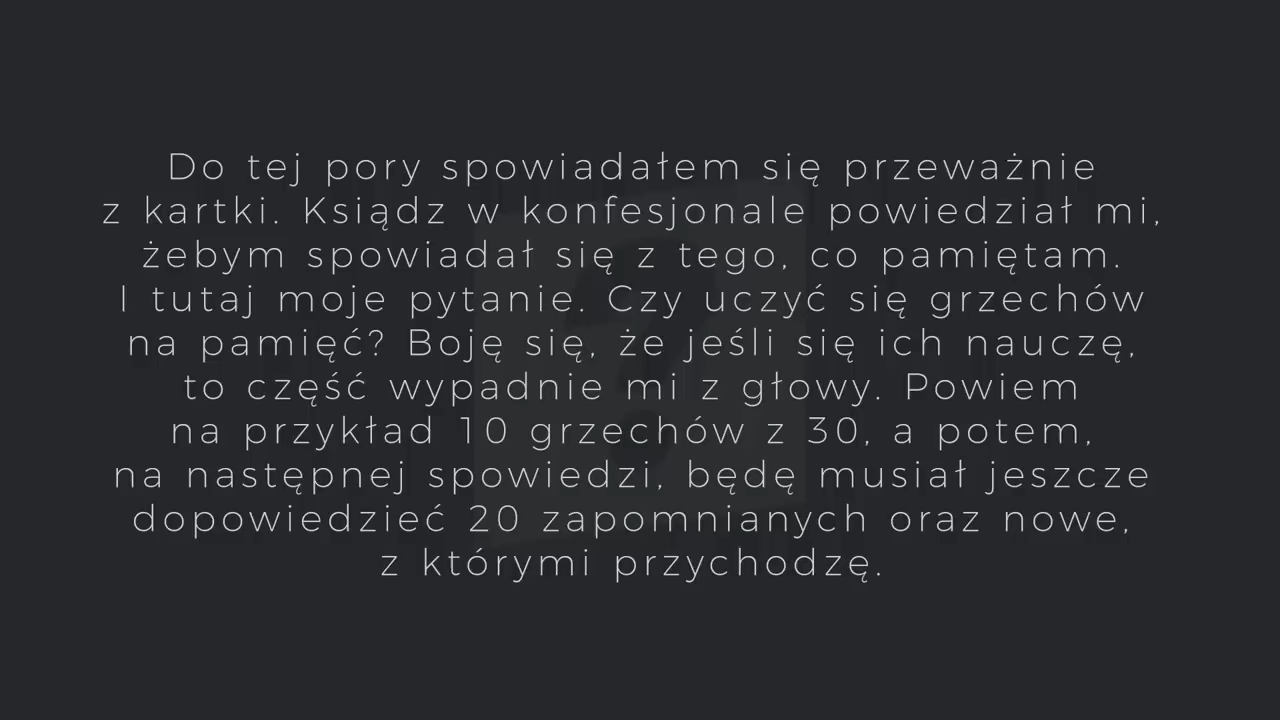 Do tej pory spowiadałem się przeważnie
z kartki. Ksiądz w konfesjonale powiedział mi,
żebym spowiadał się z tego, co pamiętam.
I tutaj moje pytanie. Czy uczyć się grzechów
na pamięć? Boję się, że jeśli się ich nauczę,
to część wypadnie mi z głowy. Powiem
na przykład 10 grzechów z 30, a potem,
na następnej spowiedzi, będę musiał jeszcze
dopowiedzieć 20 zapomnianych oraz nowe,
z którymi przychodzę.